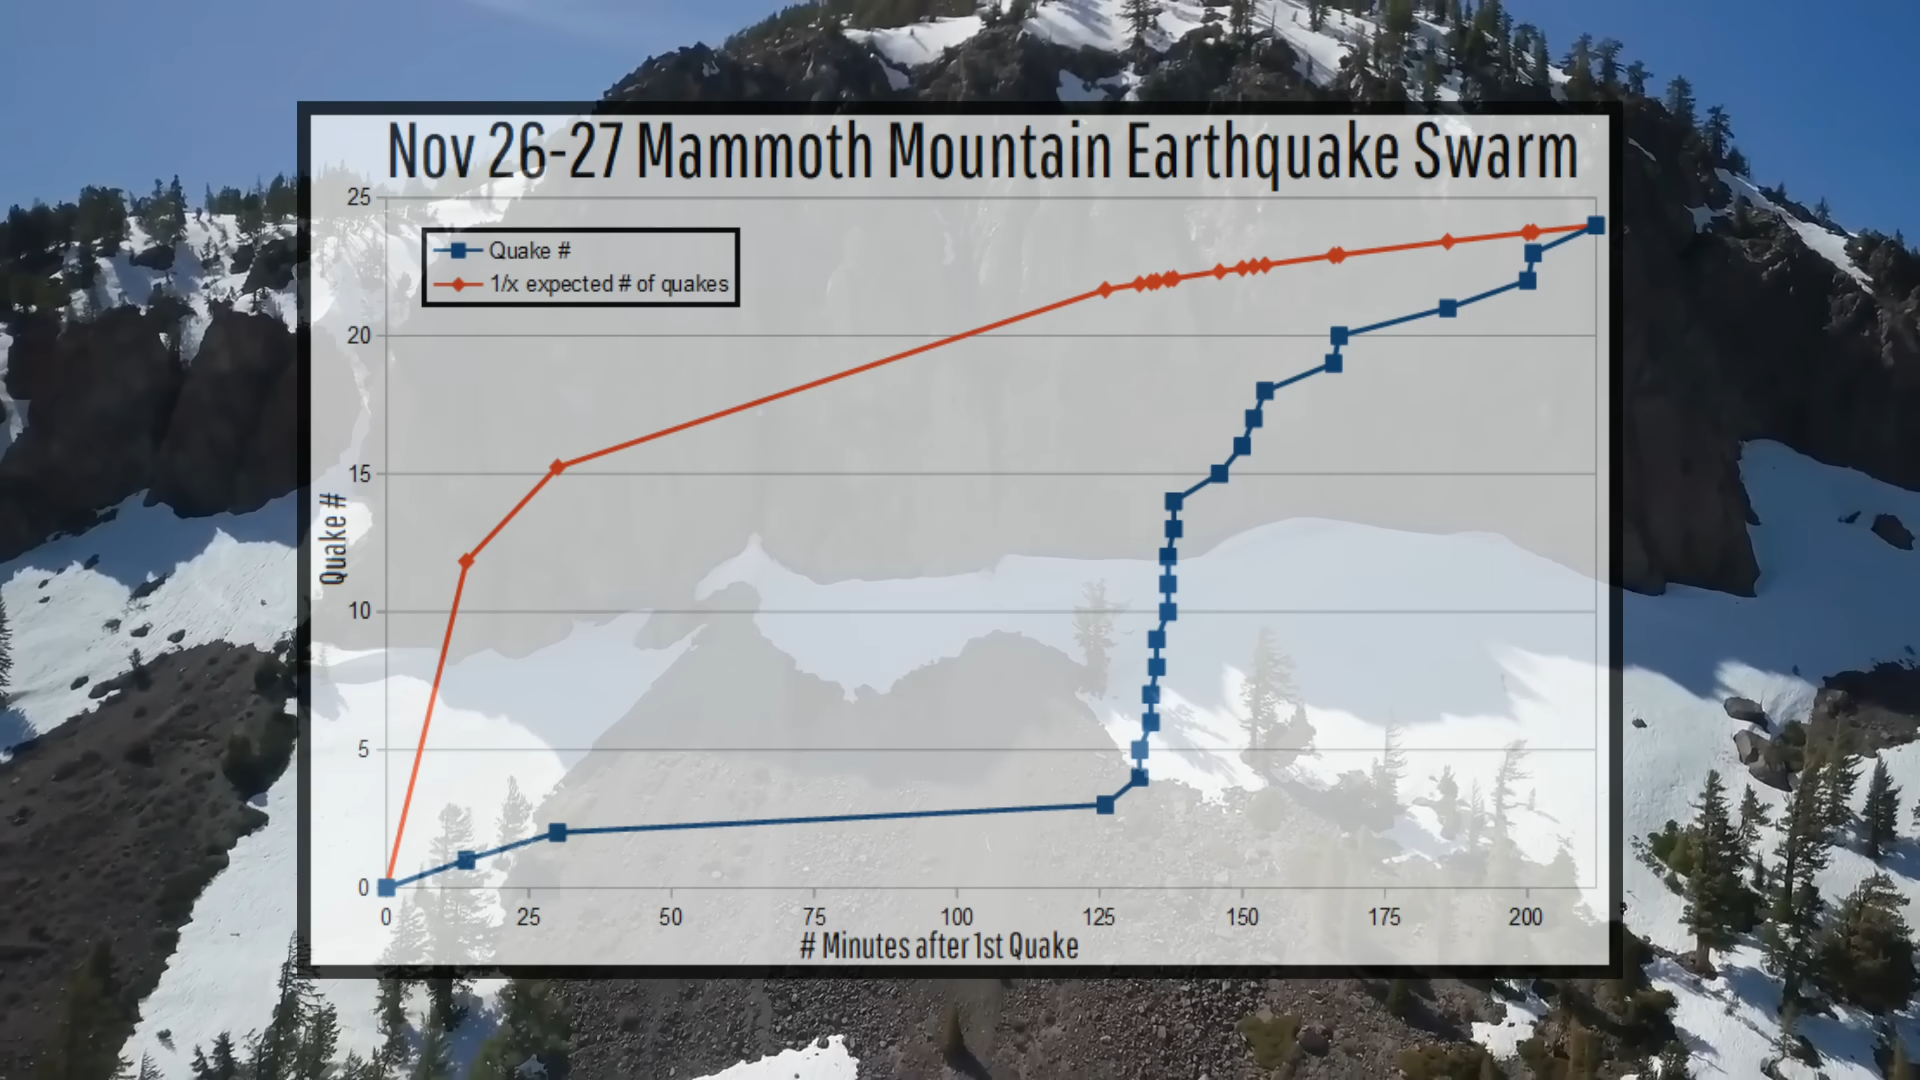 Nov 26-27 Mammoth Mountain Earthquake Swarm
25
Quake #
1/x expected # of quakes
20
15
Quake #
10
5
0
0 25 50 75 100 125 150 175 200
# Minutes after 1st Quake